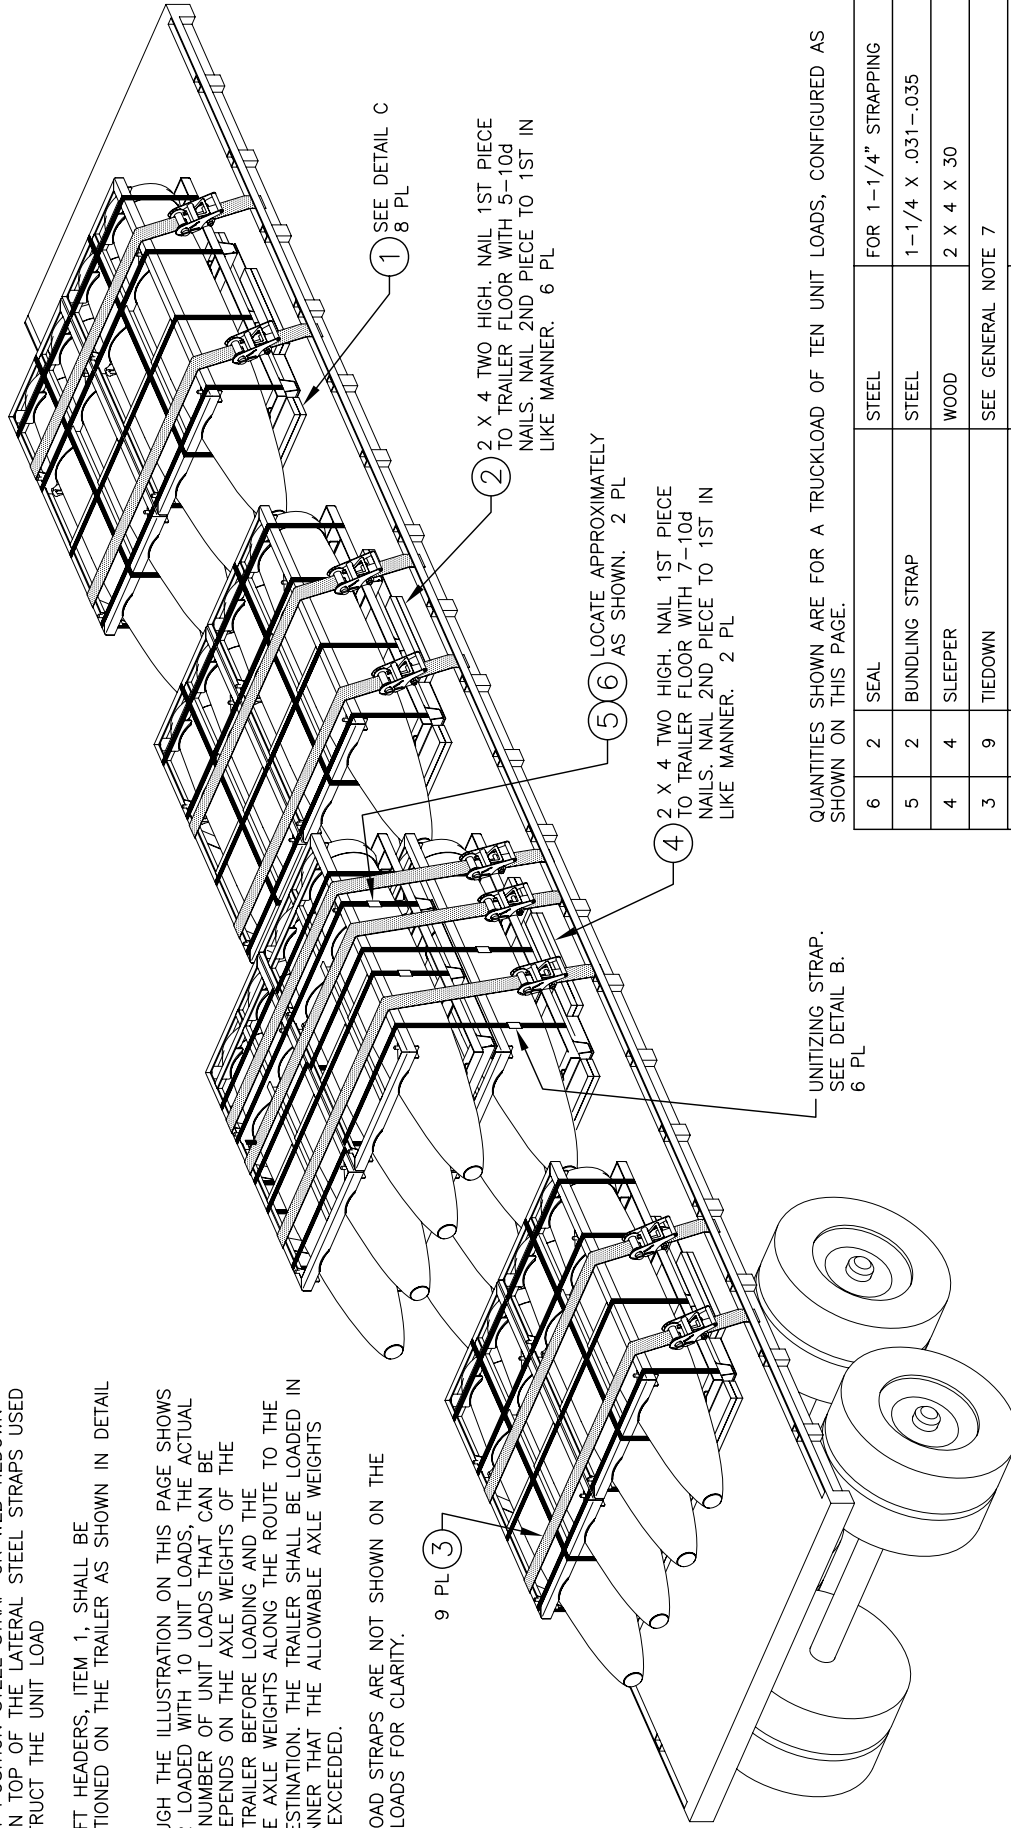 POSITION STEEL STRAP OR WEB TIEDOWN
N TOP OF THE LATERAL STEEL STRAPS USED
TRUCT THE UNIT LOAD
FT HEADERS, ITEM 1, SHALL BE
TIONED ON THE TRAILER AS SHOWN IN DETAIL
UGH THE ILLUSTRATION ON THIS PAGE SHOWS
LOADED WITH 10 UNIT LOADS, THE ACTUAL
NUMBER OF UNIT LOADS THAT CAN BE
EPENDS ON THE AXLE WEIGHTS OF THE
TRAILER BEFORE LOADING AND THE
E AXLE WEIGHTS ALONG THE ROUTE TO THE
ESTINATION. THE TRAILER SHALL BE LOADED IN
NNER THAT THE ALLOWABLE AXLE WEIGHTS
EXCEEDED.
OAD STRAPS ARE NOT SHOWN ON THE
LOADS FOR CLARITY.
9 PL 3
1 SEE DETAIL C
8 PL
2 2 X 4 TWO HIGH. NAIL 1ST PIECE
TO TRAILER FLOOR WITH 5-10d
NAILS. NAIL 2ND PIECE TO 1ST IN
LIKE MANNER. 6 PL
5 6 LOCATE APPROXIMATELY
AS SHOWN. 2 PL
4 2 X 4 TWO HIGH. NAIL 1ST PIECE
TO TRAILER FLOOR WITH 7-10d
NAILS. NAIL 2ND PIECE TO 1ST IN
LIKE MANNER. 2 PL
UNITIZING STRAP.
SEE DETAIL B.
6 PL
QUANTITIES SHOWN ARE FOR A TRUCKLOAD OF TEN UNIT LOADS, CONFIGURED AS
SHOWN ON THIS PAGE.
6 2 SEAL STEEL FOR 1-1/4" STRAPPING
5 2 BUNDLING STRAP STEEL 1-1/4 X .031-.035
4 4 SLEEPER WOOD 2 X 4 X 30
3 9 TIEDOWN SEE GENERAL NOTE 7